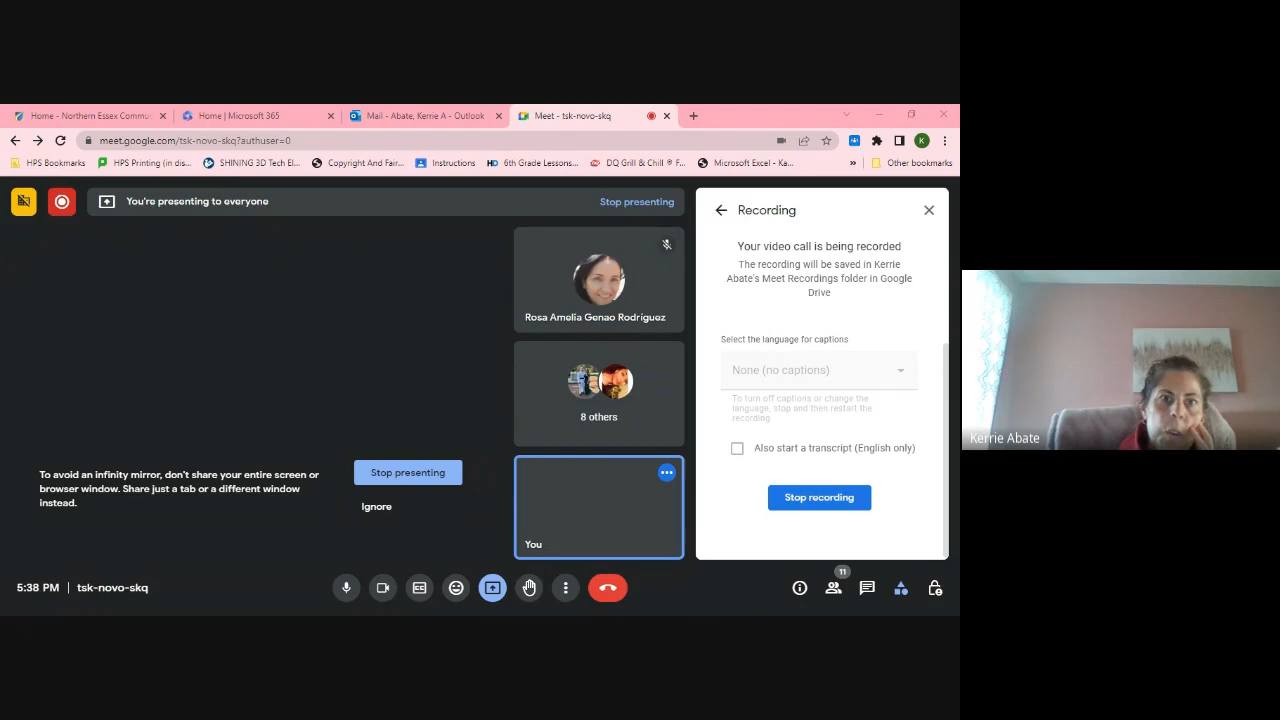 Home - Northern Essex Commu
Home | Microsoft 365
Mail - Abate, Kerrie A - Outlook
Meet - tsk-novo-skq
meet.google.com/tsk-novo-skq?authuser=0
K
HPS Bookmarks
HPS Printing (in dis...
SHINING 3D Tech El...
Copyright And Fair...
Instructions
HD 6th Grade Lessons...
DQ Grill & Chill ® F...
Microsoft Excel - Ka...
»
Other bookmarks
You're presenting to everyone
Stop presenting
Recording
Your video call is being recorded
The recording will be saved in Kerrie
Abate's Meet Recordings folder in Google
Drive
Rosa Amelia Genao Rodríguez
Select the language for captions
None (no captions)
To turn off captions or change the
language, stop and then restart the
recording
8 others
Also start a transcript (English only)
To avoid an infinity mirror, don't share your entire screen or
browser window. Share just a tab or a different window
instead.
Stop presenting
Ignore
Stop recording
You
5:38 PM | tsk-novo-skq
CC
11
Kerrie Abate